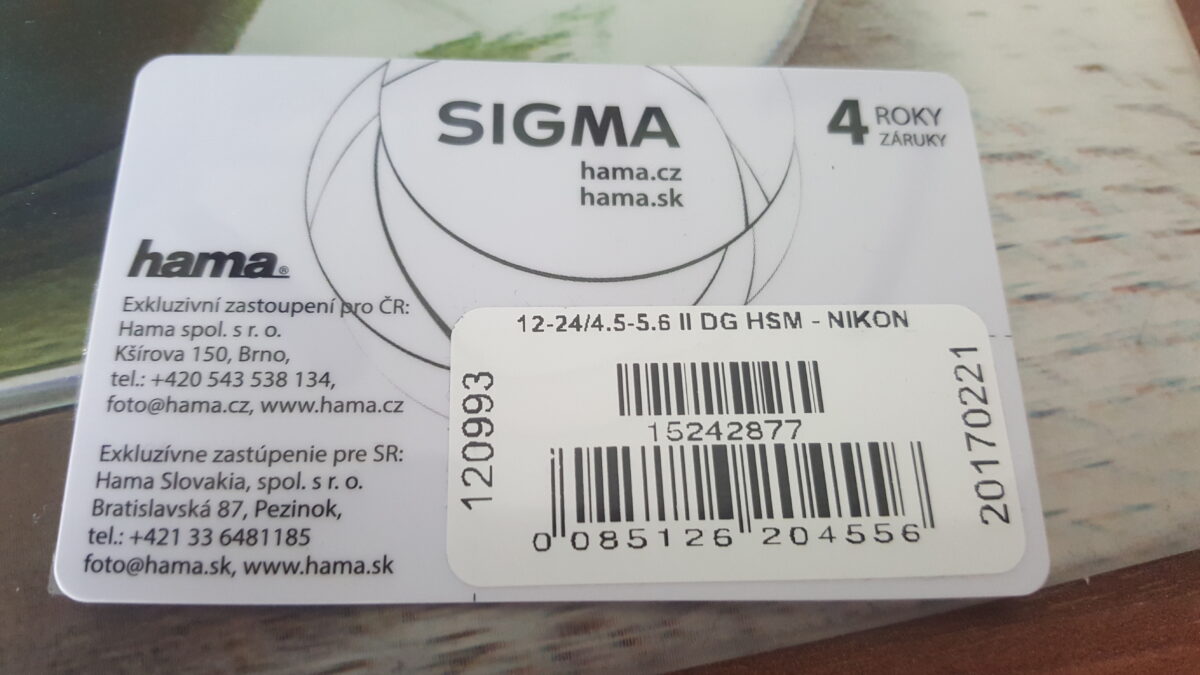 SIGMA
hama.cz
hama.sk
4 ROKY
ZÁRUKY
hama®
Exkluzivní zastoupení pro ČR:
Hama spol. s r. o.
Kšírova 150, Brno,
tel.: +420 543 538 134,
foto@hama.cz, www.hama.cz
Exkluzívne zastúpenie pre SR:
Hama Slovakia, spol. s r. o.
Bratislavská 87, Pezinok,
tel.: +421 33 6481185
foto@hama.sk, www.hama.sk
12-24/4.5-5.6 II DG HSM - NIKON
120993
15242877
0 085126 204556
20170221